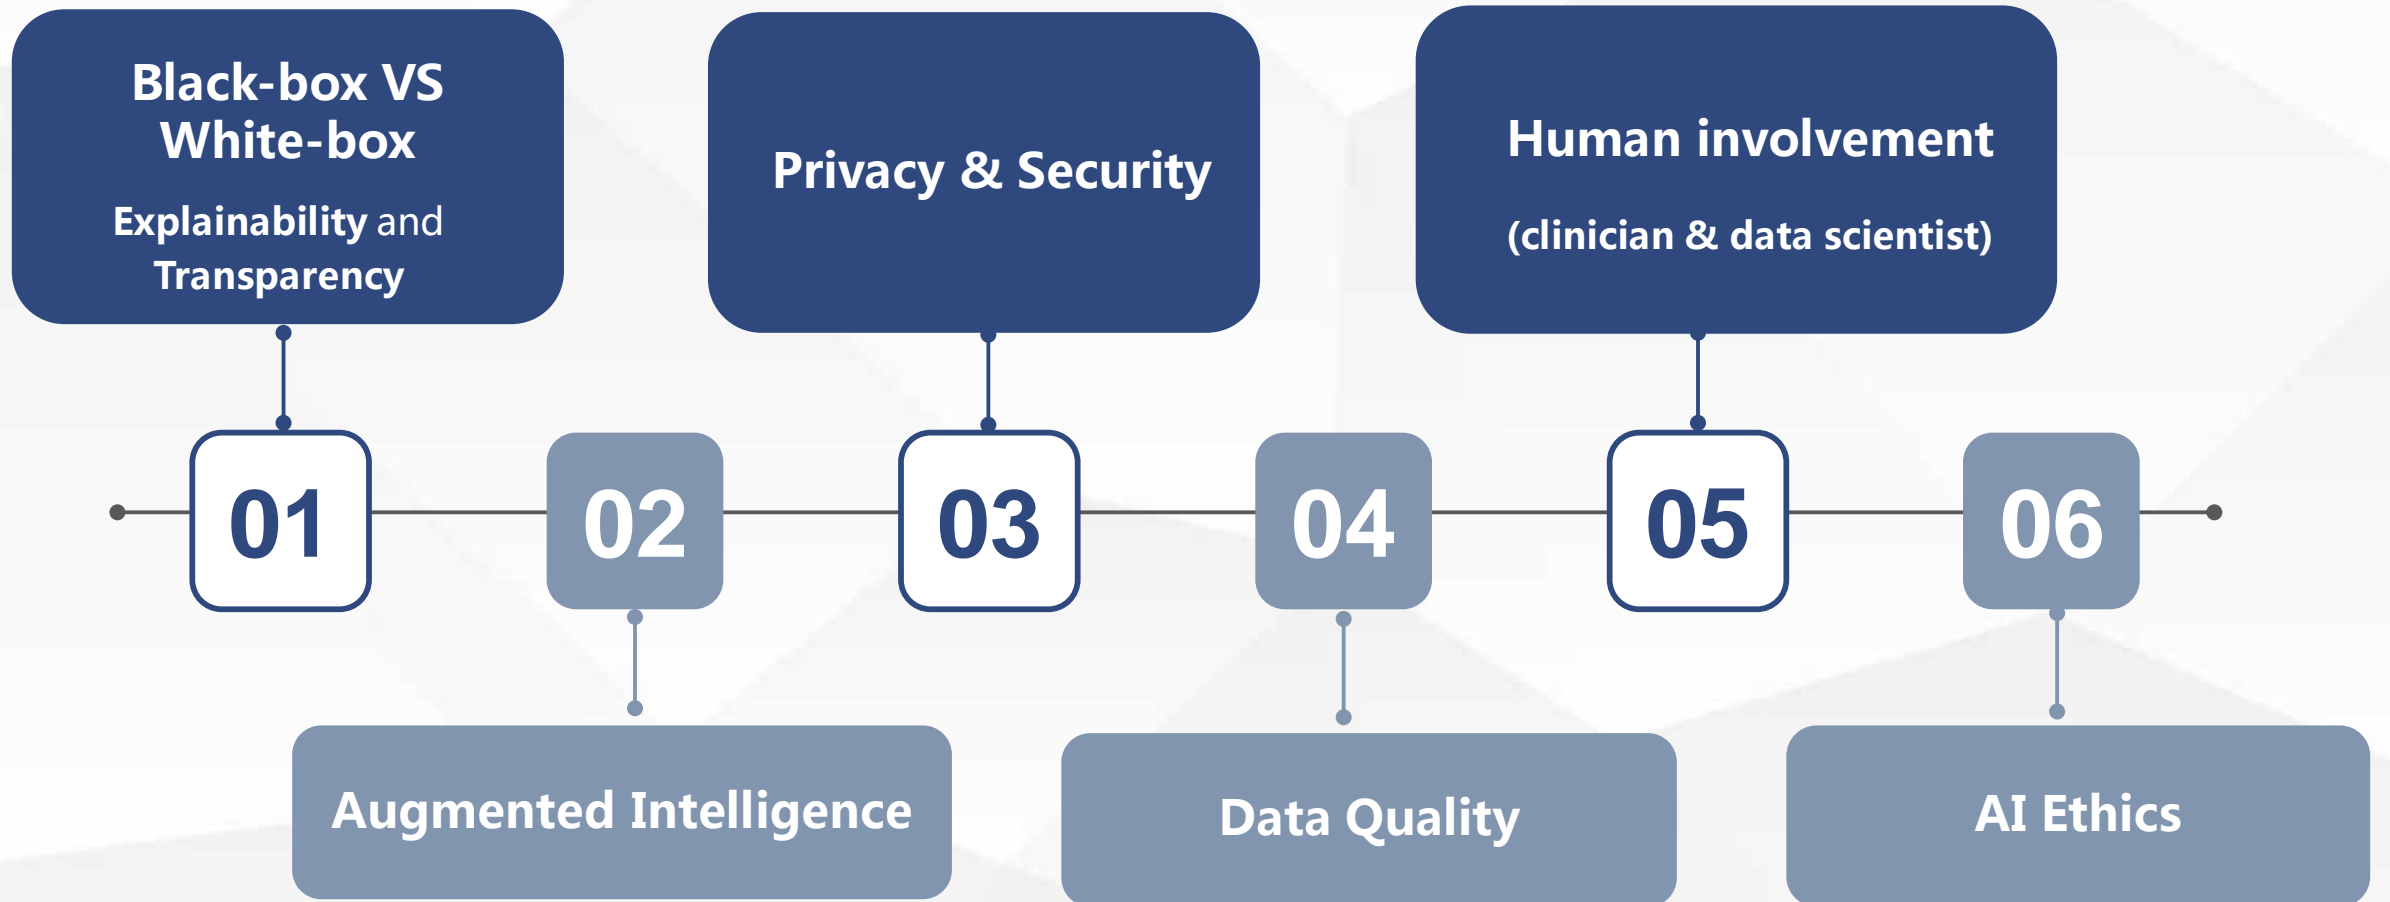 Black-box VS
White-box
Explainability and
Transparency
Privacy & Security
Human involvement
(clinician & data scientist)
01
02
03
04
05
06
Augmented Intelligence
Data Quality
AI Ethics